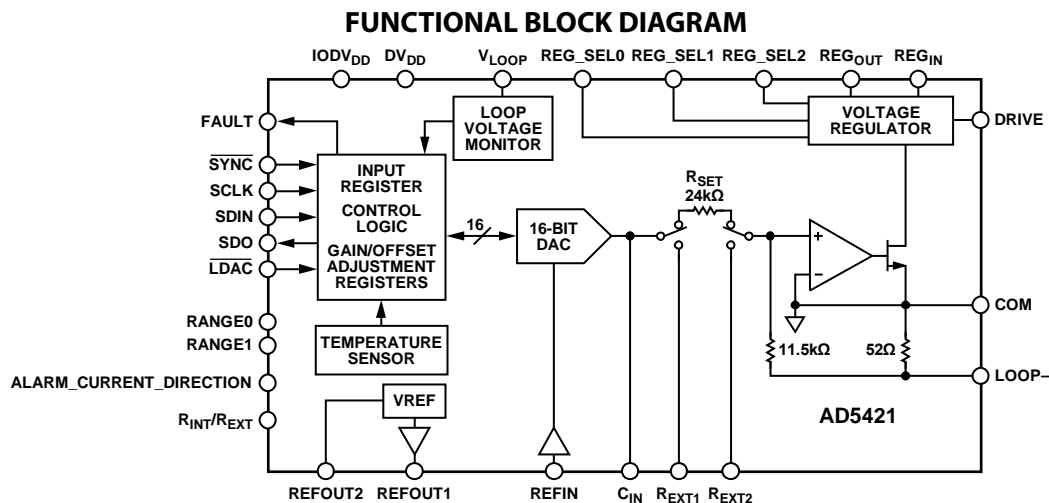 FUNCTIONAL BLOCK DIAGRAM
IODVDD
DVDD
VLOOP
REG_SEL0
REG_SEL1
REG_SEL2
REGOUT
REGIN
FAULT
SYNC
SCLK
SDIN
SDO
LDAC
RANGE0
RANGE1
ALARM_CURRENT_DIRECTION
RINT/REXT
LOOP
VOLTAGE
MONITOR
VOLTAGE
REGULATOR
DRIVE
INPUT
REGISTER
CONTROL
LOGIC
GAIN/OFFSET
ADJUSTMENT
REGISTERS
16
16-BIT
DAC
RSET
24kΩ
+
–
COM
TEMPERATURE
SENSOR
11.5kΩ
52Ω
LOOP–
VREF
AD5421
REFOUT2
REFOUT1
REFIN
CIN
REXT1
REXT2